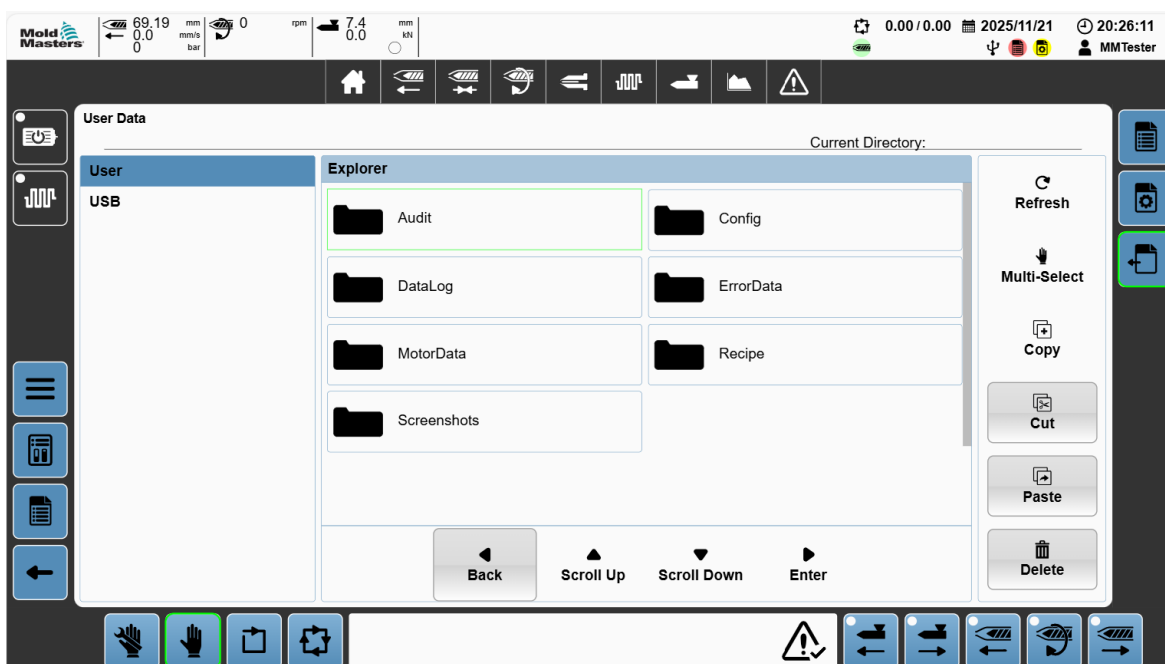 Mold
Masters
69.19 mm
0.0 mm/s
0 bar
0 rpm
7.4 mm
0.0 kN
0.00 / 0.00
2025/11/21
20:26:11
MMTester
User Data
Current Directory:
User
USB
Explorer
Audit
Config
DataLog
ErrorData
MotorData
Recipe
Screenshots
Back
Scroll Up
Scroll Down
Enter
Refresh
Multi-Select
Copy
Cut
Paste
Delete